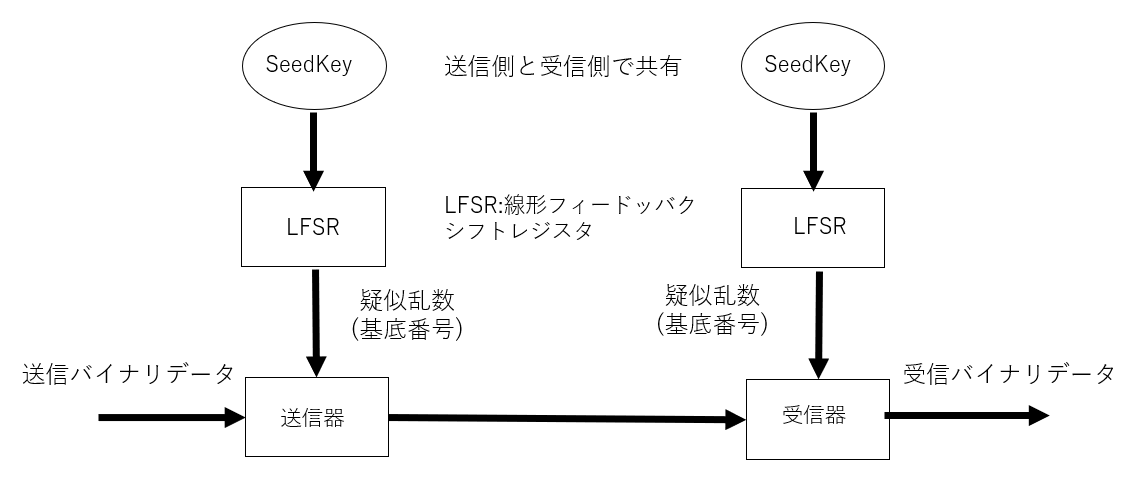 SeedKey
送信側と受信側で共有
SeedKey
LFSR
LFSR:線形フィードッバク
シフトレジスタ
LFSR
疑似乱数
(基底番号)
疑似乱数
(基底番号)
送信バイナリデータ
受信バイナリデータ
送信器
受信器